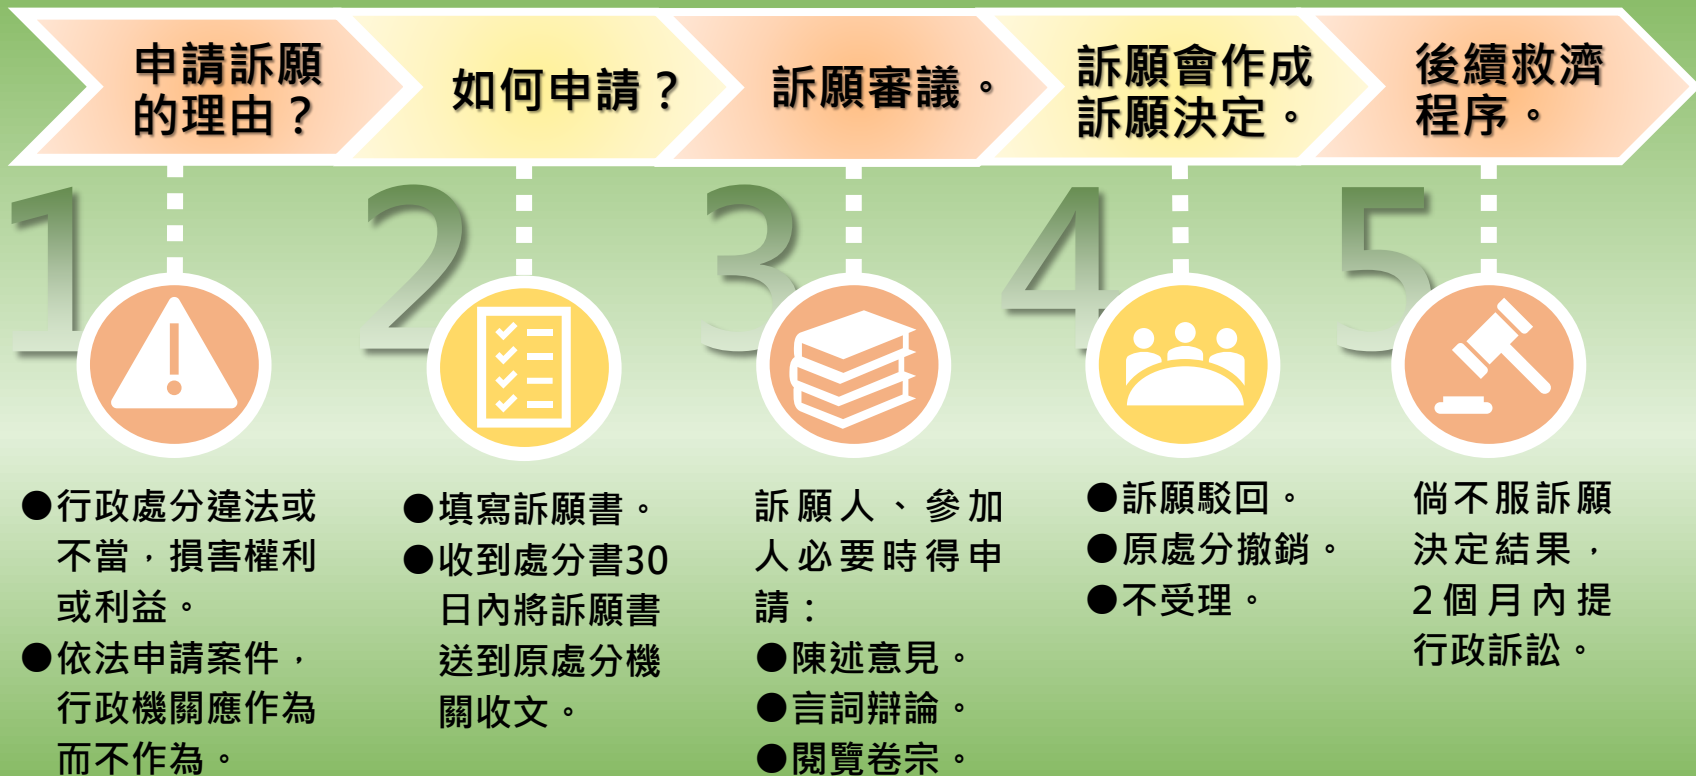 申請訴願
的理由？
如何申請？
訴願審議。
訴願會作成
訴願決定。
後續救濟
程序。
1
●行政處分違法或
不當，損害權利
或利益。
●依法申請案件，
行政機關應作為
而不作為。
2
●填寫訴願書。
●收到處分書30
日內將訴願書
送到原處分機
關收文。
3
訴願人、參加
人必要時得申
請：
●陳述意見。
●言詞辯論。
●閱覽卷宗。
4
●訴願駁回。
●原處分撤銷。
●不受理。
5
倘不服訴願
決定結果，
2個月內提
行政訴訟。